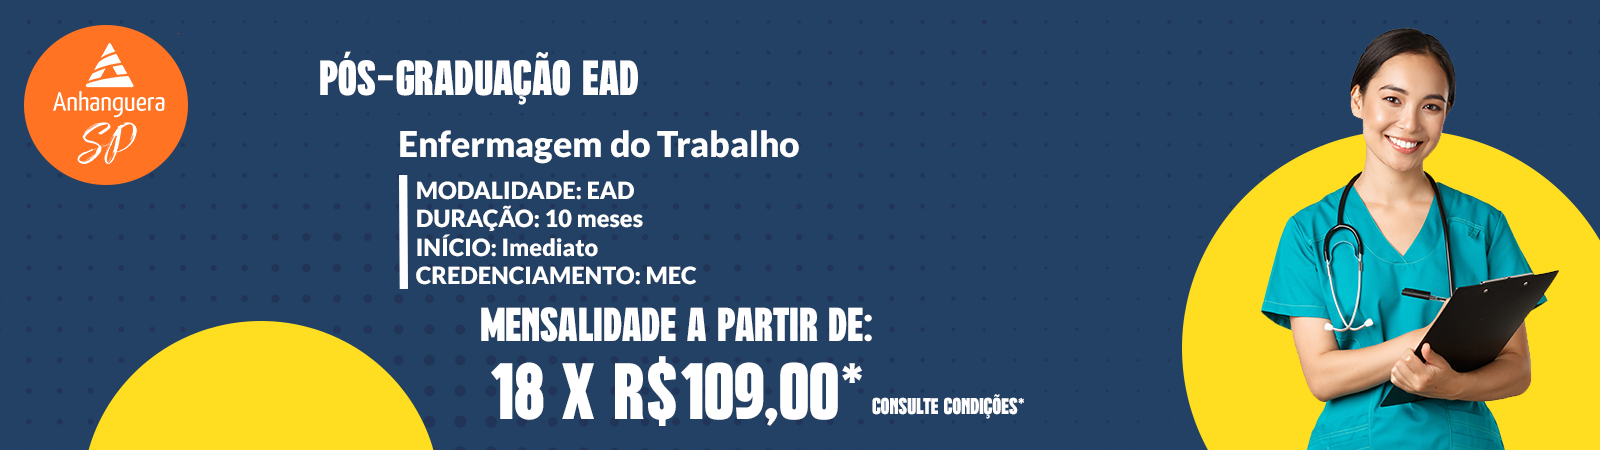 Anhanguera
SP
PÓS-GRADUAÇÃO EAD
Enfermagem do Trabalho
MODALIDADE: EAD
DURAÇÃO: 10 meses
INÍCIO: Imediato
CREDENCIAMENTO: MEC
MENSALIDADE A PARTIR DE:
18 X R$109,00* CONSULTE CONDIÇÕES*